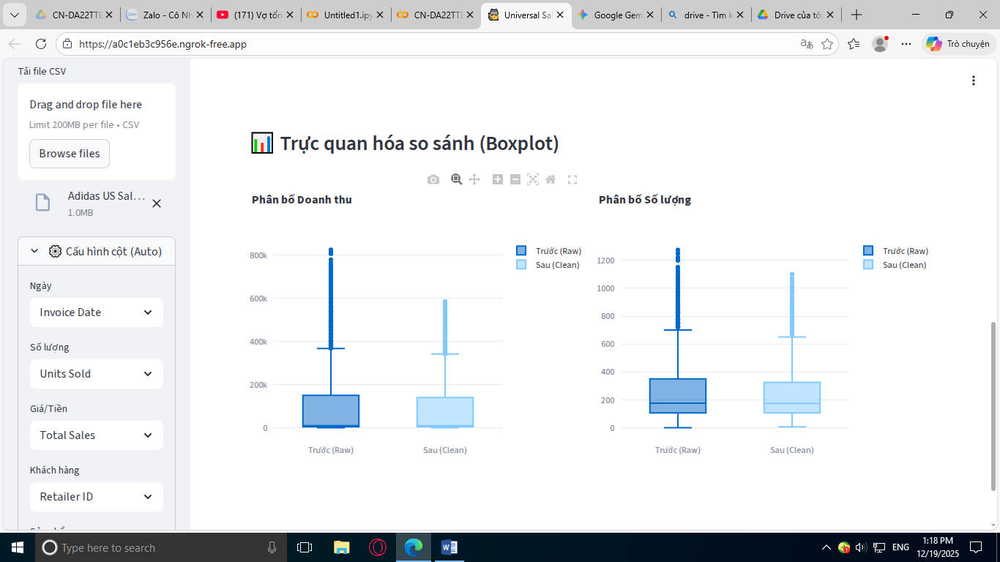 CN-DA22TTE
Zalo - Cô Nh
(171) Vợ tổn
Untitled1.ipy
CN-DA22TTE
Universal Sal
Google Gem
drive - Tìm k
Drive của tôi
https://a0c1eb3c956e.ngrok-free.app
Trò chuyện
Tải file CSV
Drag and drop file here
Limit 200MB per file • CSV
Browse files
Adidas US Sal…
1.0MB
Cấu hình cột (Auto)
Ngày
Invoice Date
Số lượng
Units Sold
Giá/Tiền
Total Sales
Khách hàng
Retailer ID
Trực quan hóa so sánh (Boxplot)
Phân bố Doanh thu
800k
600k
400k
200k
0
Trước (Raw)
Sau (Clean)
Trước (Raw)
Sau (Clean)
Phân bố Số lượng
1200
1000
800
600
400
200
0
Trước (Raw)
Sau (Clean)
Trước (Raw)
Sau (Clean)
Type here to search
ENG
1:18 PM
12/19/2025